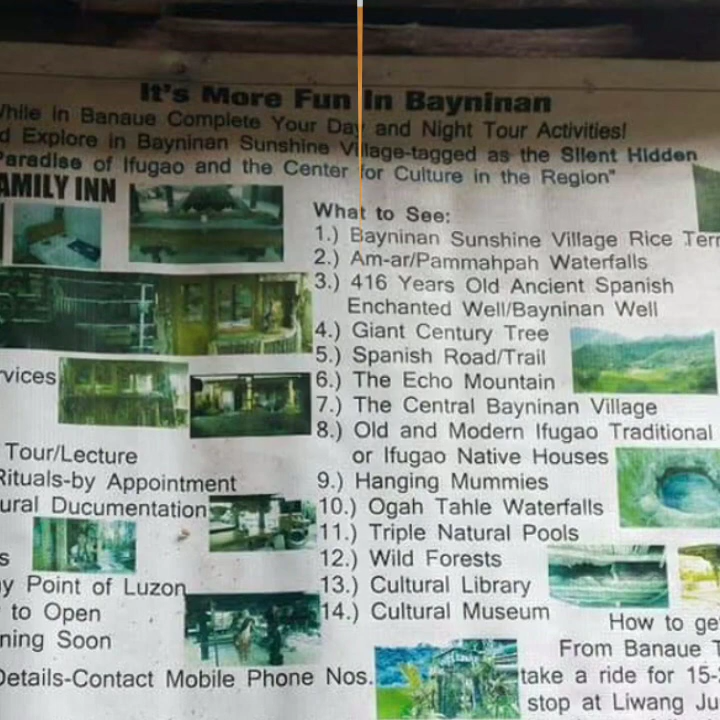 It's More Fun In Bayninan
While in Banaue Complete Your Day and Night Tour Activities!
d Explore in Bayninan Sunshine Village-tagged as the Silent Hidden
Paradise of Ifugao and the Center for Culture in the Region"
AMILY INN
What to See:
1.) Bayninan Sunshine Village Rice Terr
2.) Am-ar/Pammahpah Waterfalls
3.) 416 Years Old Ancient Spanish
Enchanted Well/Bayninan Well
4.) Giant Century Tree
5.) Spanish Road/Trail
6.) The Echo Mountain
7.) The Central Bayninan Village
8.) Old and Modern Ifugao Traditional
or Ifugao Native Houses
9.) Hanging Mummies
10.) Ogah Tahle Waterfalls
11.) Triple Natural Pools
12.) Wild Forests
13.) Cultural Library
14.) Cultural Museum
rvices
Tour/Lecture
Rituals-by Appointment
ural Ducumentation
s
y Point of Luzon
to Open
ning Soon
Details-Contact Mobile Phone Nos.
How to ge
From Banaue T
take a ride for 15-
stop at Liwang Ju